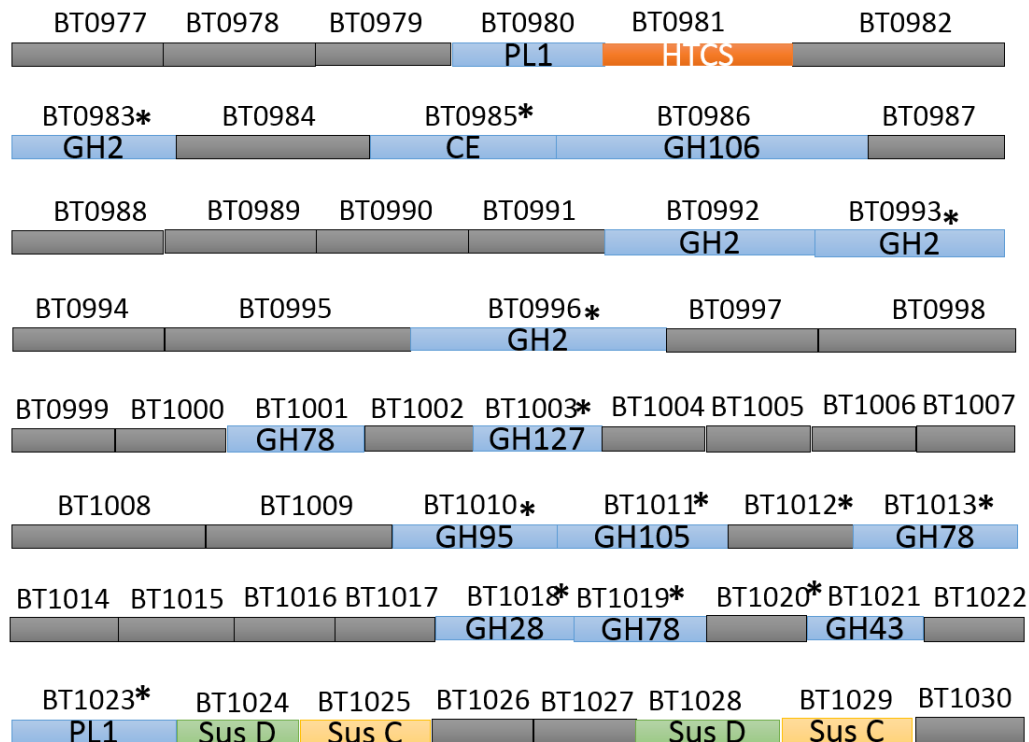 BT0977 BT0978 BT0979 BT0980 BT0981 BT0982
PL1 HTCS
BT0983* BT0984 BT0985* BT0986 BT0987
GH2 CE GH106
BT0988 BT0989 BT0990 BT0991 BT0992 BT0993*
GH2 GH2
BT0994 BT0995 BT0996* BT0997 BT0998
GH2
BT0999 BT1000 BT1001 BT1002 BT1003* BT1004 BT1005 BT1006 BT1007
GH78 GH127
BT1008 BT1009 BT1010* BT1011* BT1012* BT1013*
GH95 GH105 GH78
BT1014 BT1015 BT1016 BT1017 BT1018* BT1019* BT1020* BT1021 BT1022
GH28 GH78 GH43
BT1023* BT1024 BT1025 BT1026 BT1027 BT1028 BT1029 BT1030
PL1 Sus D Sus C Sus D Sus C